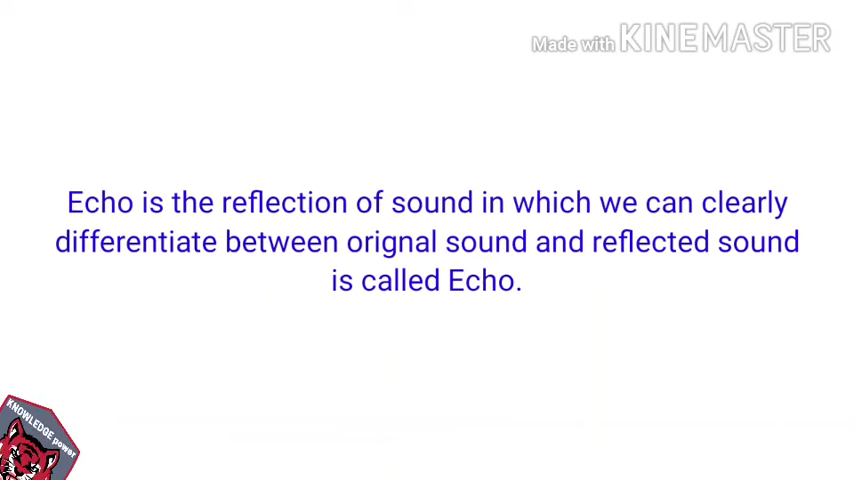 Made with KINEMASTER
Echo is the reflection of sound in which we can clearly
differentiate between orignal sound and reflected sound
is called Echo.
KNOWLEDGE power